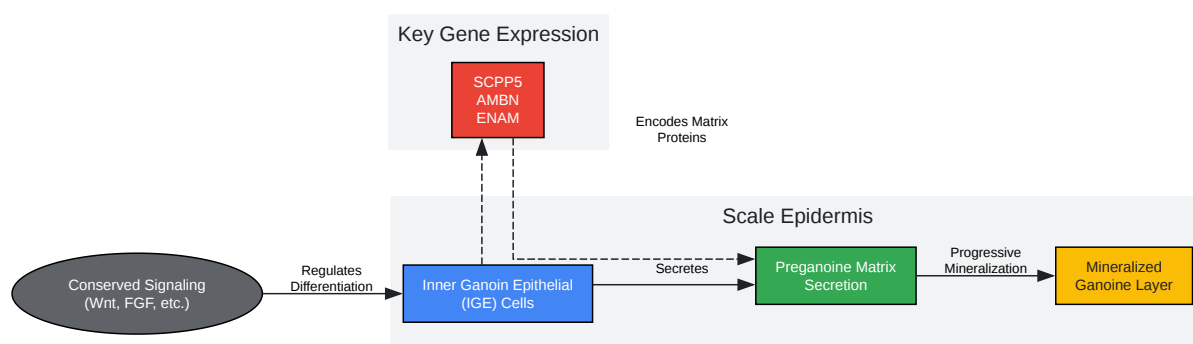 Key Gene Expression
SCPP5
AMBN
ENAM
Encodes Matrix
Proteins
Scale Epidermis
Conserved Signaling
(Wnt, FGF, etc.)
Regulates
Differentiation
Inner Ganoin Epithelial
(IGE) Cells
Secretes
Preganoine Matrix
Secretion
Progressive
Mineralization
Mineralized
Ganoine Layer